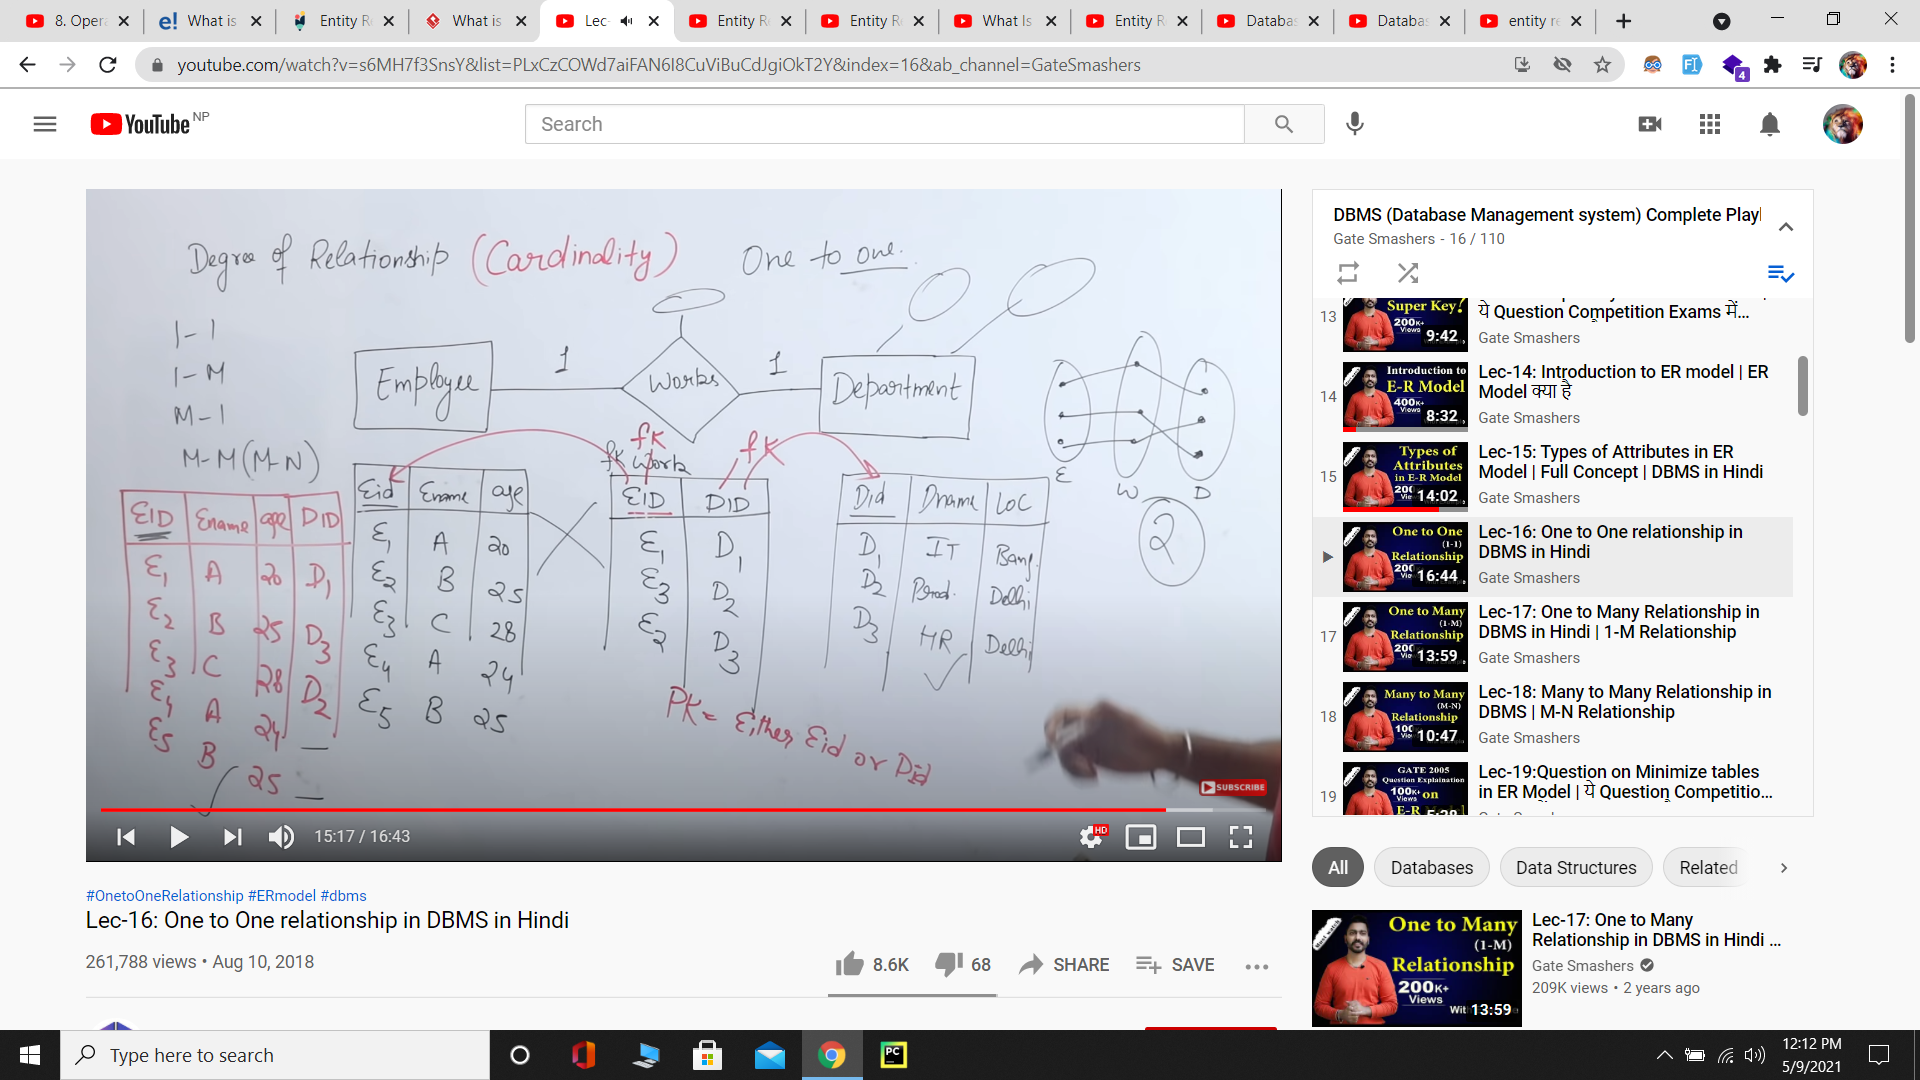 8. Oper
What is
Entity R
What is
Lec-
Entity R
Entity R
What Is
Entity R
Databa
Databa
entity r
youtube.com/watch?v=s6MH7f3SnsY&list=PLxCzCOWd7aiFAN6I8CuViBuCdJgiOkT2Y&index=16&ab_channel=GateSmashers
4
YouTube NP
Search
Degree of Relationship (Cardinality) One to one.
1-1
1-M
M-1
M-M (M-N)
Employee 1 Works 1 Department
fk fk
fk Work
E W D
2
EID Ename age DID
E1 A 20 D1
E2 B 25 D3
E3 C 28 D2
E4 A 24 _
E5 B 25 _
Eid Ename age
E1 A 20
E2 B 25
E3 C 28
E4 A 24
E5 B 25
EID DID
E1 D1
E3 D2
E2 D3
Did Dname Loc
D1 IT Bang.
D2 Prod. Delhi
D3 HR Delhi
PK = Either Eid or Did
SUBSCRIBE
15:17 / 16:43
HD
#OnetoOneRelationship #ERmodel #dbms
Lec-16: One to One relationship in DBMS in Hindi
261,788 views • Aug 10, 2018
8.6K 68 SHARE SAVE
DBMS (Database Management system) Complete Playl
Gate Smashers - 16 / 110
13
Super Key?
200K+
Views
9:42
ये Question Competition Exams में...
Gate Smashers
14
Introduction to
E-R Model
400K+
Views
8:32
Lec-14: Introduction to ER model | ER
Model क्या है
Gate Smashers
15
Types of
Attributes
in E-R Model
200K+
14:02
Lec-15: Types of Attributes in ER
Model | Full Concept | DBMS in Hindi
Gate Smashers
One to One
(1-1)
Relationship
16:44
Lec-16: One to One relationship in
DBMS in Hindi
Gate Smashers
17
One to Many
(1-M)
Relationship
13:59
Lec-17: One to Many Relationship in
DBMS in Hindi | 1-M Relationship
Gate Smashers
18
Many to Many
(M-N)
Relationship
10:47
Lec-18: Many to Many Relationship in
DBMS | M-N Relationship
Gate Smashers
19
GATE 2005
Question Explaination
100K+
Views
on
Lec-19:Question on Minimize tables
in ER Model | ये Question Competitio...
All Databases Data Structures Related
One to Many
(1-M)
Relationship
200K+
Views
13:59
Lec-17: One to Many
Relationship in DBMS in Hindi ...
Gate Smashers
209K views • 2 years ago
Type here to search
PC
12:12 PM
5/9/2021